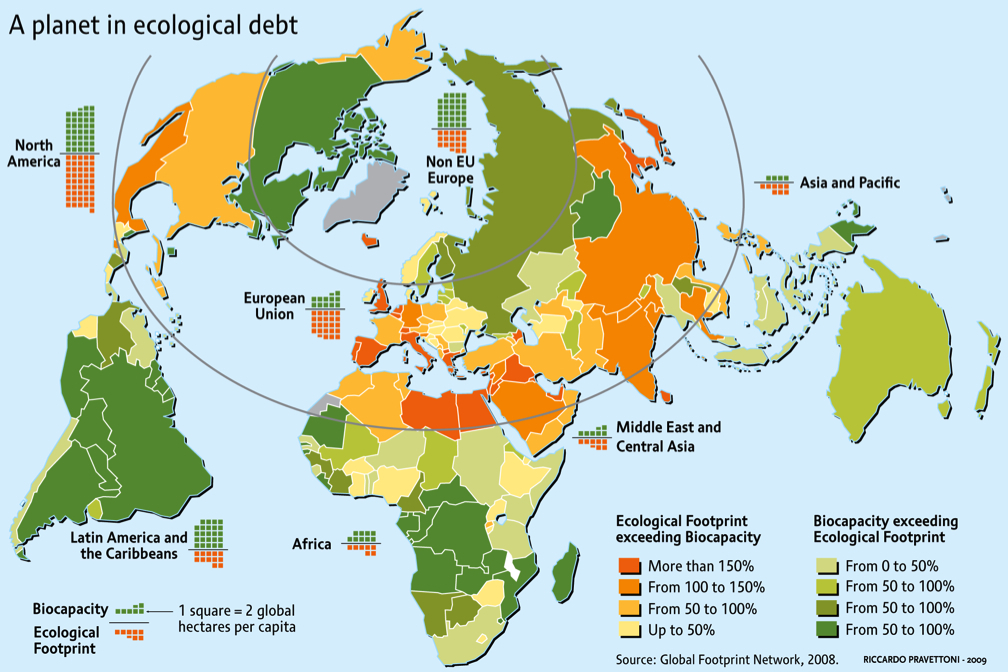 A planet in ecological debt
North
America
Non EU
Europe
Asia and Pacific
European
Union
Middle East and
Central Asia
Latin America and
the Caribbeans
Africa
Biocapacity
1 square = 2 global
hectares per capita
Ecological
Footprint
Ecological Footprint
exceeding Biocapacity
More than 150%
From 100 to 150%
From 50 to 100%
Up to 50%
Biocapacity exceeding
Ecological Footprint
From 0 to 50%
From 50 to 100%
From 50 to 100%
From 50 to 100%
Source: Global Footprint Network, 2008.
RICCARDO PRAVETTONI - 2009